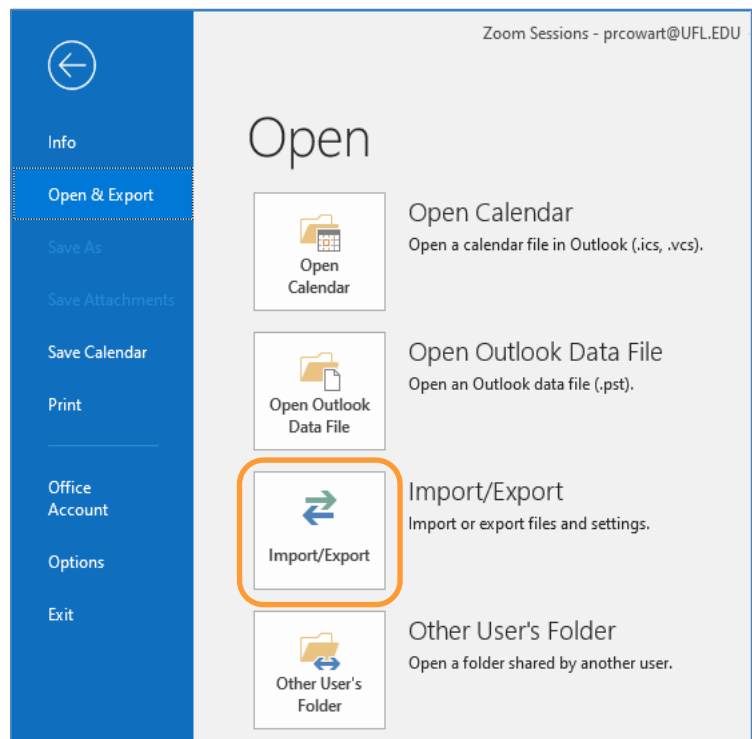 Zoom Sessions - prcowart@UFL.EDU
Info
Open & Export
Save As
Save Attachments
Save Calendar
Print
Office
Account
Options
Exit
Open
Open
Calendar
Open Calendar
Open a calendar file in Outlook (.ics, .vcs).
Open Outlook
Data File
Open Outlook Data File
Open an Outlook data file (.pst).
Import/Export
Import/Export
Import or export files and settings.
Other User's
Folder
Other User's Folder
Open a folder shared by another user.